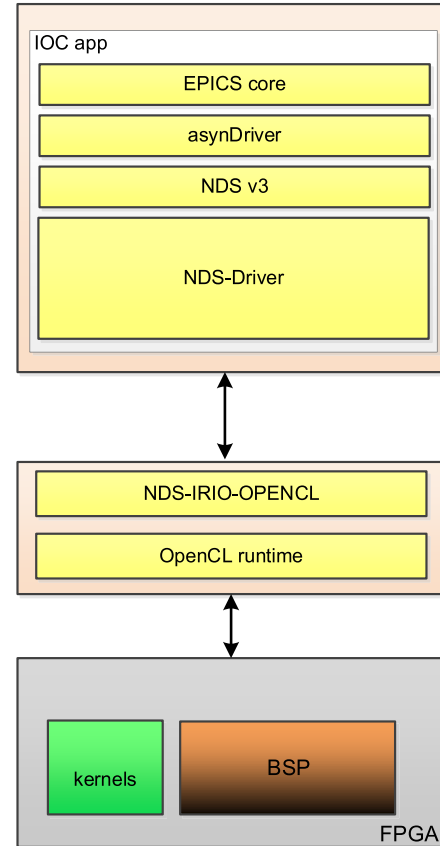 IOC app
EPICS core
asynDriver
NDS v3
NDS-Driver
NDS-IRIO-OPENCL
OpenCL runtime
kernels
BSP
FPGA